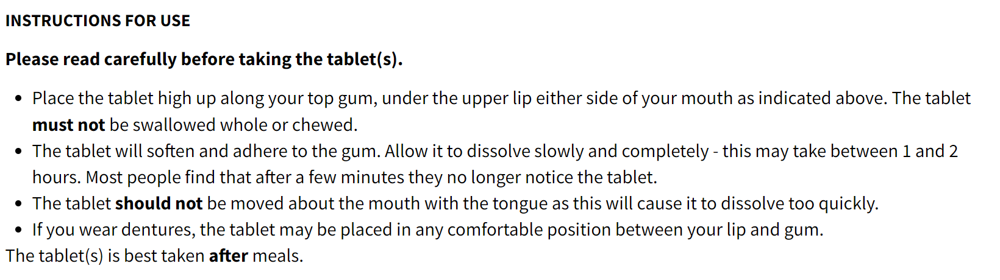 INSTRUCTIONS FOR USE
Please read carefully before taking the tablet(s).
• Place the tablet high up along your top gum, under the upper lip either side of your mouth as indicated above. The tablet
must not be swallowed whole or chewed.
• The tablet will soften and adhere to the gum. Allow it to dissolve slowly and completely - this may take between 1 and 2
hours. Most people find that after a few minutes they no longer notice the tablet.
• The tablet should not be moved about the mouth with the tongue as this will cause it to dissolve too quickly.
• If you wear dentures, the tablet may be placed in any comfortable position between your lip and gum.
The tablet(s) is best taken after meals.